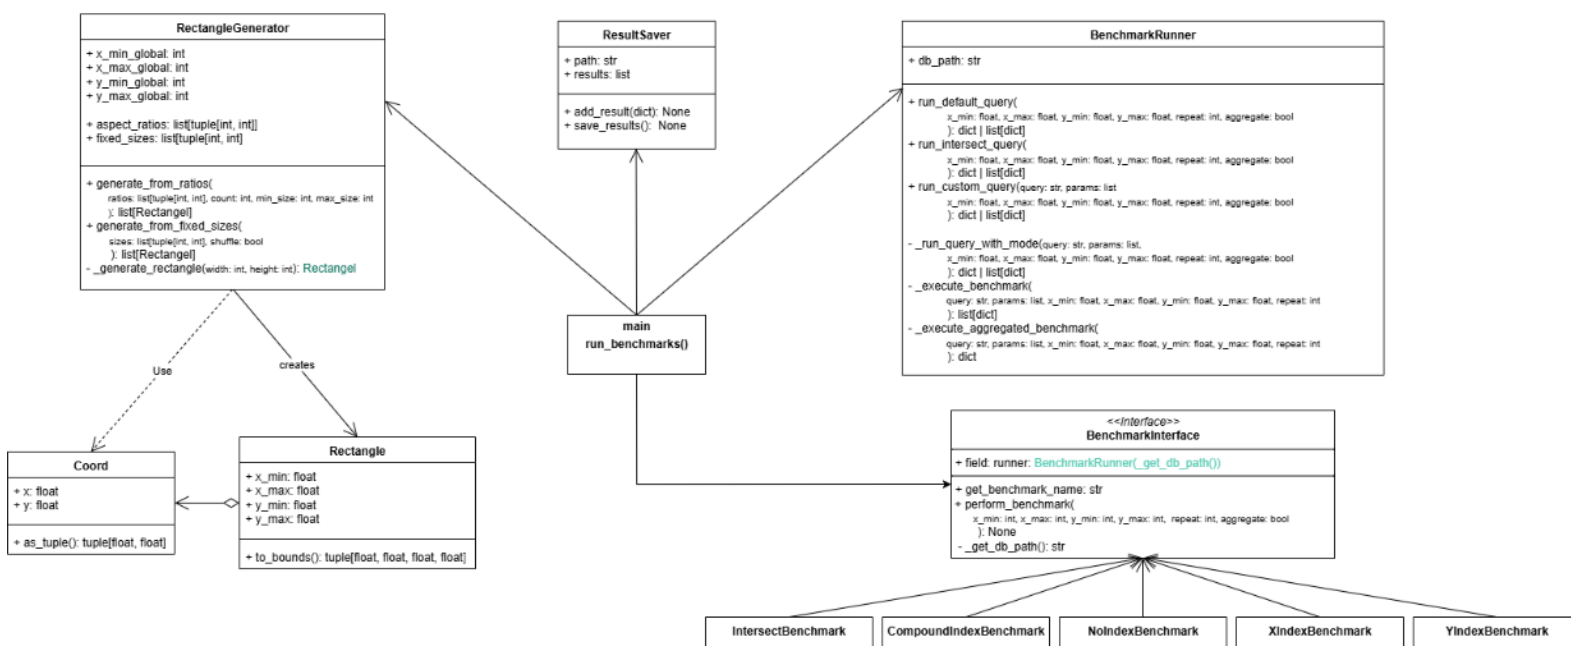 RectangleGenerator
+ x_min_global: int
+ x_max_global: int
+ y_min_global: int
+ y_max_global: int
+ aspect_ratios: list[tuple[int, int]]
+ fixed_sizes: list[tuple[int, int]
+ generate_from_ratios(
ratios: list[tuple[int, int], count: int, min_size: int, max_size: int
): list[Rectangel]
+ generate_from_fixed_sizes(
sizes: list[tuple[int, int], shuffle: bool
): list[Rectangel]
- _generate_rectangle(width: int, height: int): Rectangel
ResultSaver
+ path: str
+ results: list
+ add_result(dict): None
+ save_results(): None
BenchmarkRunner
+ db_path: str
+ run_default_query(
x_min: float, x_max: float, y_min: float, y_max: float, repeat: int, aggregate: bool
): dict | list[dict]
+ run_intersect_query(
x_min: float, x_max: float, y_min: float, y_max: float, repeat: int, aggregate: bool
): dict | list[dict]
+ run_custom_query(query: str, params: list
x_min: float, x_max: float, y_min: float, y_max: float, repeat: int, aggregate: bool
): dict | list[dict]
- _run_query_with_mode(query: str, params: list,
x_min: float, x_max: float, y_min: float, y_max: float, repeat: int, aggregate: bool
): dict | list[dict]
- _execute_benchmark(
query: str, params: list, x_min: float, x_max: float, y_min: float, y_max: float, repeat: int
): list[dict]
- _execute_aggregated_benchmark(
query: str, params: list, x_min: float, x_max: float, y_min: float, y_max: float, repeat: int
): dict
main
run_benchmarks()
Use
creates
Coord
+ x: float
+ y: float
+ as_tuple(): tuple[float, float]
Rectangle
+ x_min: float
+ x_max: float
+ y_min: float
+ y_max: float
+ to_bounds(): tuple[float, float, float, float]
<<Interface>>
BenchmarkInterface
+ field: runner: BenchmarkRunner(_get_db_path())
+ get_benchmark_name: str
+ perform_benchmark(
x_min: int, x_max: int, y_min: int, y_max: int, repeat: int, aggregate: bool
): None
- _get_db_path(): str
IntersectBenchmark
CompoundIndexBenchmark
NoIndexBenchmark
XIndexBenchmark
YIndexBenchmark